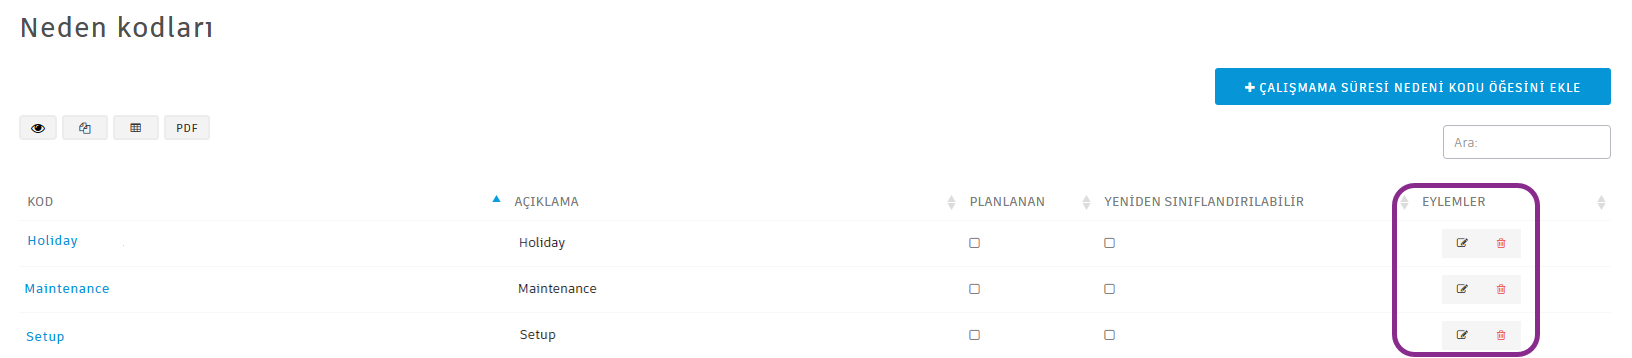 Neden kodları
ÇALIŞMAMA SÜRESİ NEDENİ KODU ÖĞESİNİ EKLE
PDF
Ara:
KOD AÇIKLAMA PLANLANAN YENİDEN SINIFLANDIRILABİLİR EYLEMLER
Holiday Holiday
Maintenance Maintenance
Setup Setup